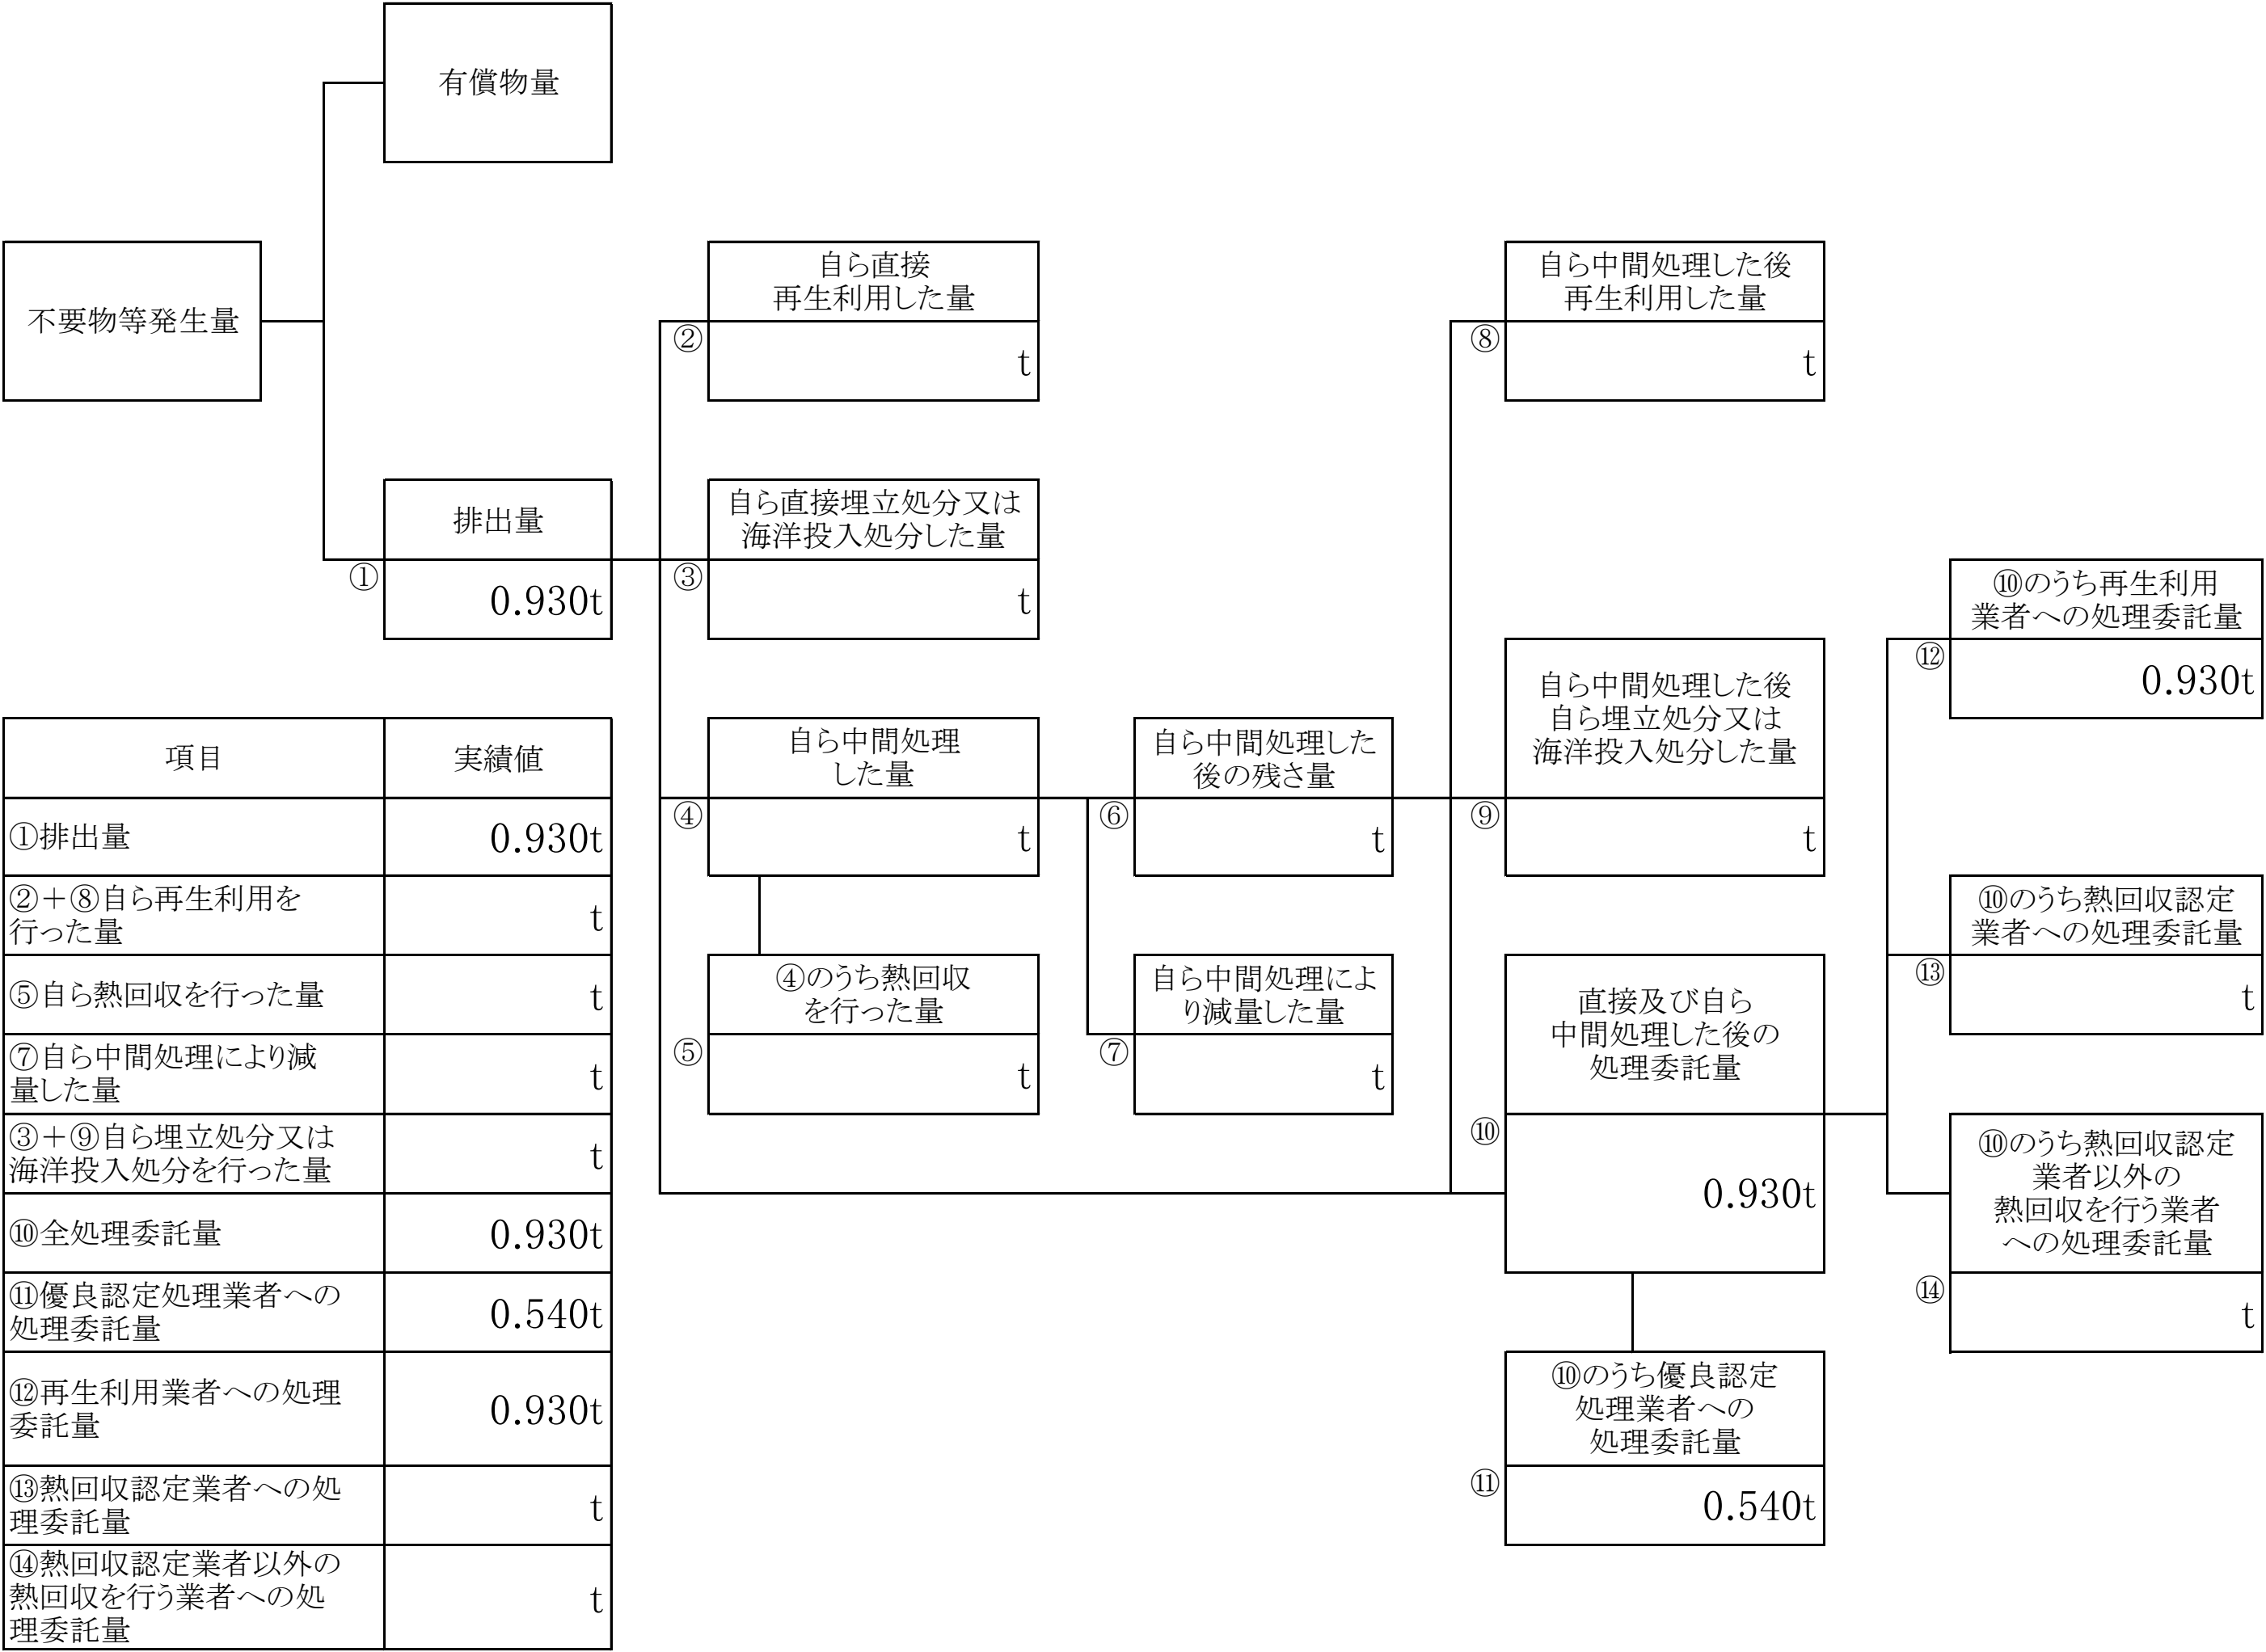 有償物量
不要物等発生量
自ら直接
再生利用した量
②
t
自ら中間処理した後
再生利用した量
⑧
t
排出量
①
0.930t
自ら直接埋立処分又は
海洋投入処分した量
③
t
⑩のうち再生利用
業者への処理委託量
⑫
0.930t
自ら中間処理
した量
④
t
自ら中間処理した
後の残さ量
⑥
t
自ら中間処理した後
自ら埋立処分又は
海洋投入処分した量
⑨
t
④のうち熱回収
を行った量
⑤
t
自ら中間処理によ
り減量した量
⑦
t
直接及び自ら
中間処理した後の
処理委託量
⑩
0.930t
⑩のうち熱回収認定
業者への処理委託量
⑬
t
⑩のうち熱回収認定
業者以外の
熱回収を行う業者
への処理委託量
⑭
t
⑩のうち優良認定
処理業者への
処理委託量
⑪
0.540t
項目
実績値
①排出量
0.930t
②＋⑧自ら再生利用を
行った量
t
⑤自ら熱回収を行った量
t
⑦自ら中間処理により減
量した量
t
③＋⑨自ら埋立処分又は
海洋投入処分を行った量
t
⑩全処理委託量
0.930t
⑪優良認定処理業者への
処理委託量
0.540t
⑫再生利用業者への処理
委託量
0.930t
⑬熱回収認定業者への処
理委託量
t
⑭熱回収認定業者以外の
熱回収を行う業者への処
理委託量
t